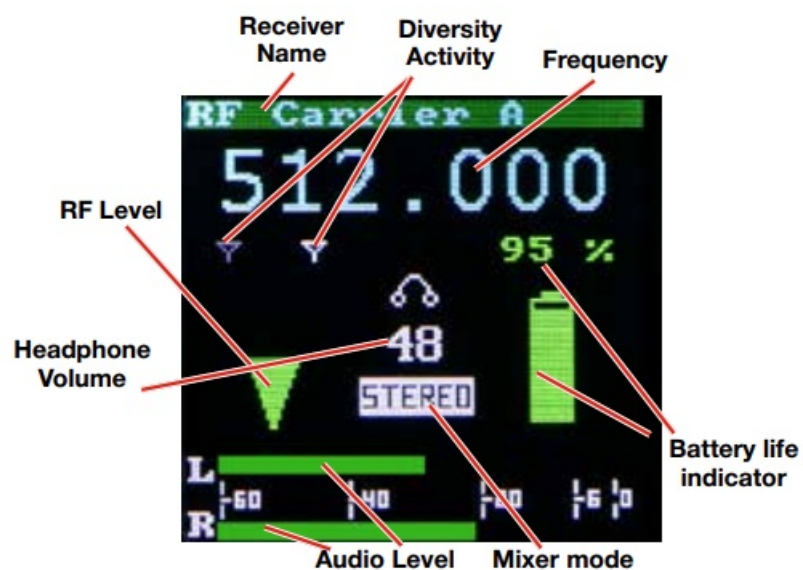 Receiver Name
Diversity Activity
Frequency
RF Carrier A
512.000
RF Level
95 %
Headphone Volume
48
STEREO
Battery life indicator
L
-60 -40 -20 -6 0
R
Audio Level
Mixer mode